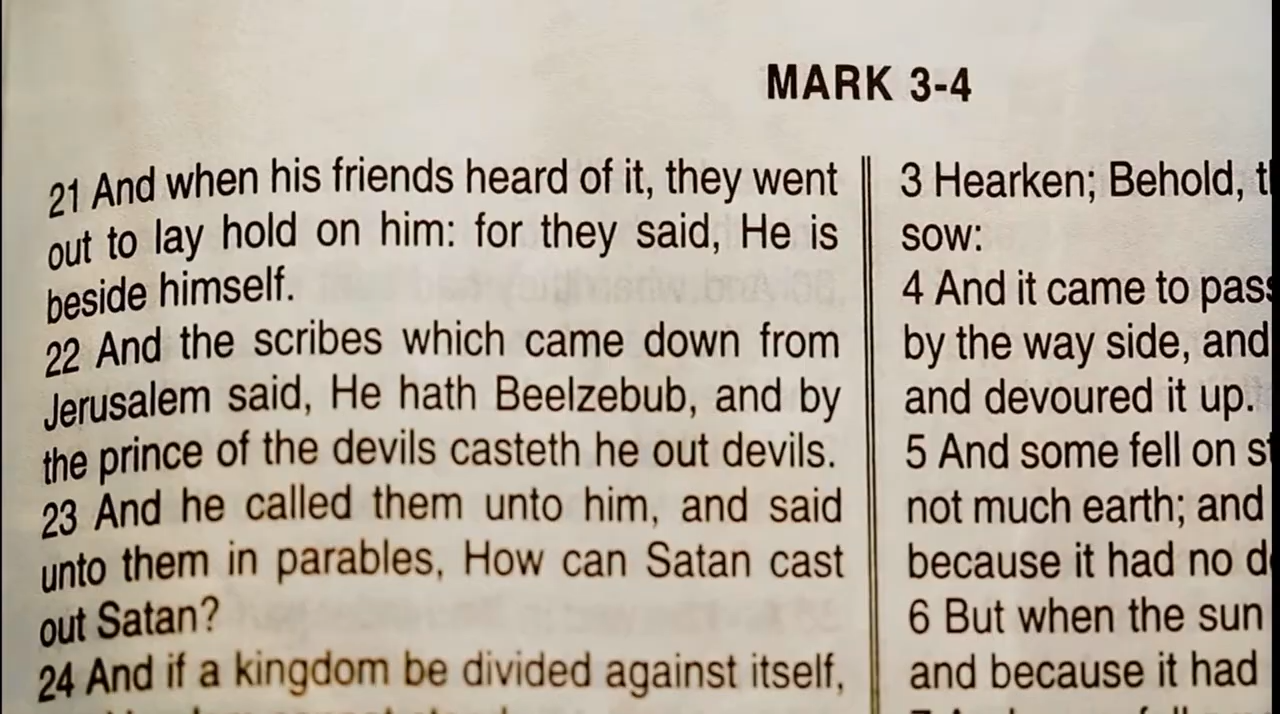 MARK 3-4
21 And when his friends heard of it, they went
out to lay hold on him: for they said, He is
beside himself.
22 And the scribes which came down from
Jerusalem said, He hath Beelzebub, and by
the prince of the devils casteth he out devils.
23 And he called them unto him, and said
unto them in parables, How can Satan cast
out Satan?
24 And if a kingdom be divided against itself,
3 Hearken; Behold,
sow:
4 And it came to pass
by the way side, and
and devoured it up.
5 And some fell on
not much earth; and
because it had no
6 But when the sun
and because it had